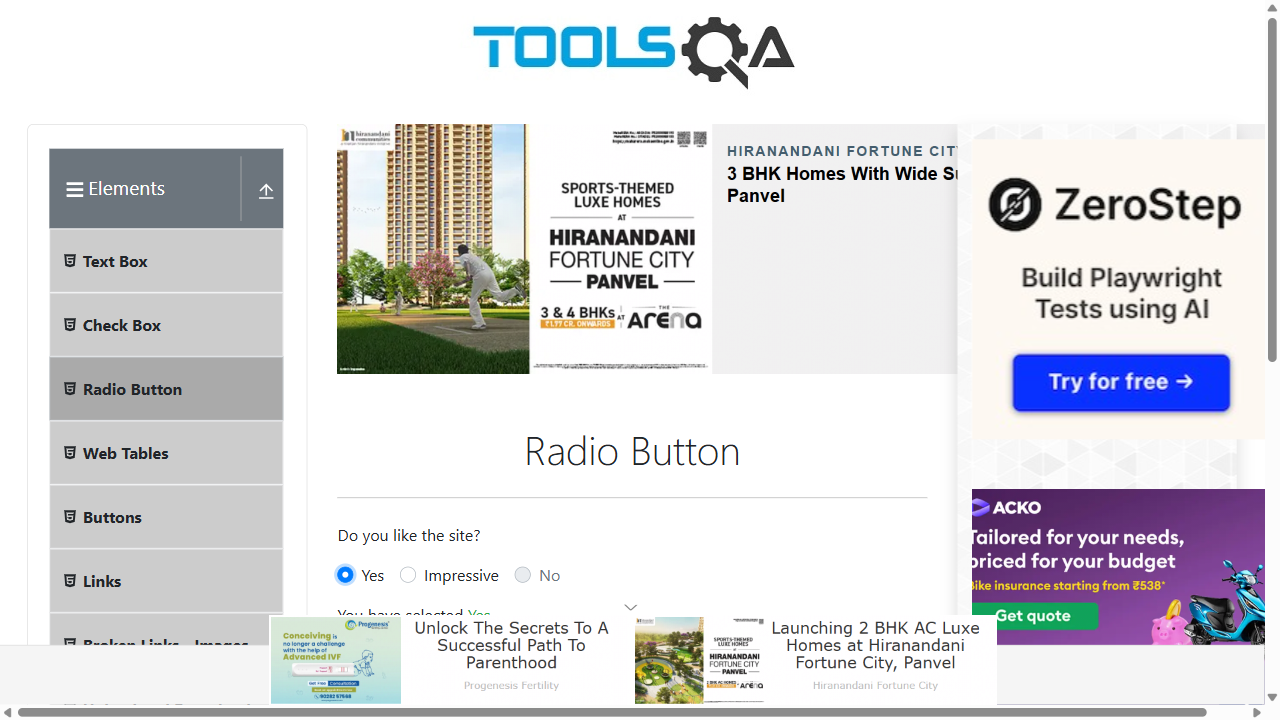 TOOLSQA
Elements
Text Box
Check Box
Radio Button
Web Tables
Buttons
Links
Broken Links - Images
hiranandani
communities
SPORTS-THEMED
LUXE HOMES
AT
HIRANANDANI
FORTUNE CITY
PANVEL
3 & 4 BHKs AT THE ARENA
₹1.77 CR. ONWARDS
HIRANANDANI FORTUNE CIT
3 BHK Homes With Wide
Panvel
ZeroStep
Build Playwright
Tests using AI
Try for free →
Radio Button
Do you like the site?
Yes
Impressive
No
You have selected Yes
ACKO
Tailored for your needs,
priced for your budget
Bike insurance starting from ₹538*
Get quote
Progenesis
Conceiving is
no longer a challenge
with the help of
Advanced IVF
Get Free Consultation
Unlock The Secrets To A
Successful Path To
Parenthood
Progenesis Fertility
SPORTS-THEMED
LUXE HOMES
HIRANANDANI
FORTUNE CITY
PANVEL
Launching 2 BHK AC Luxe
Homes at Hiranandani
Fortune City, Panvel
Hiranandani Fortune City